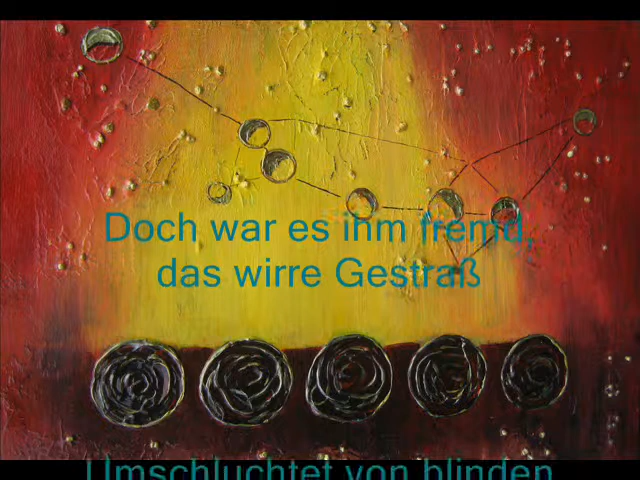 Doch war es ihm fremd,
das wirre Gestraß
Umschluchtet von blinden